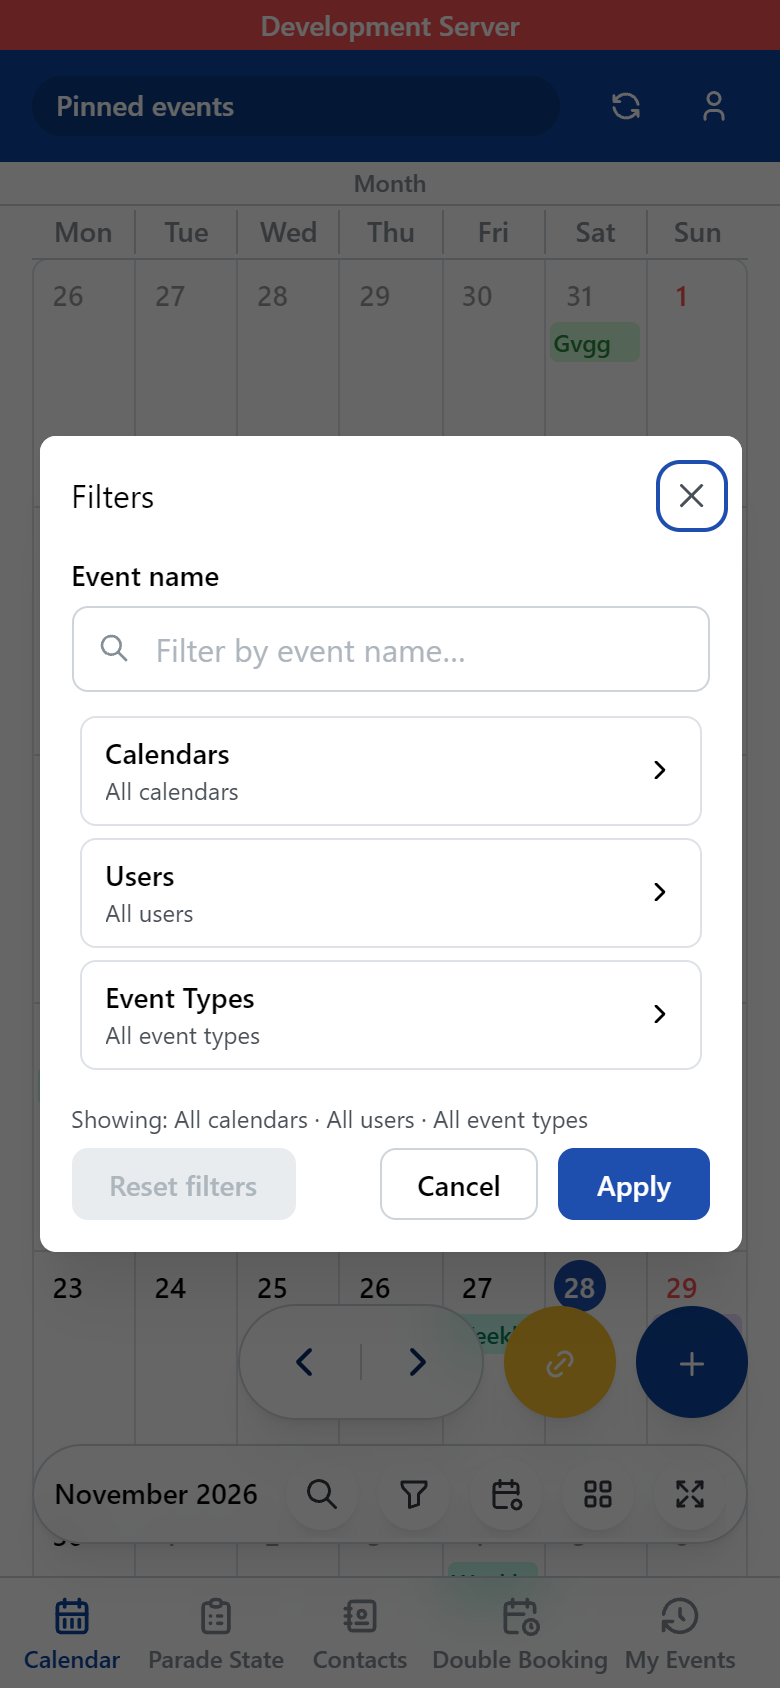 Development Server
Pinned events
Month
Mon Tue Wed Thu Fri Sat Sun
26 27 28 29 30 31 1
Gvgg
Filters
Event name
Filter by event name...
Calendars
All calendars
Users
All users
Event Types
All event types
Showing: All calendars · All users · All event types
Reset filters Cancel Apply
23 24 25 26 27 28 29
November 2026
Calendar Parade State Contacts Double Booking My Events